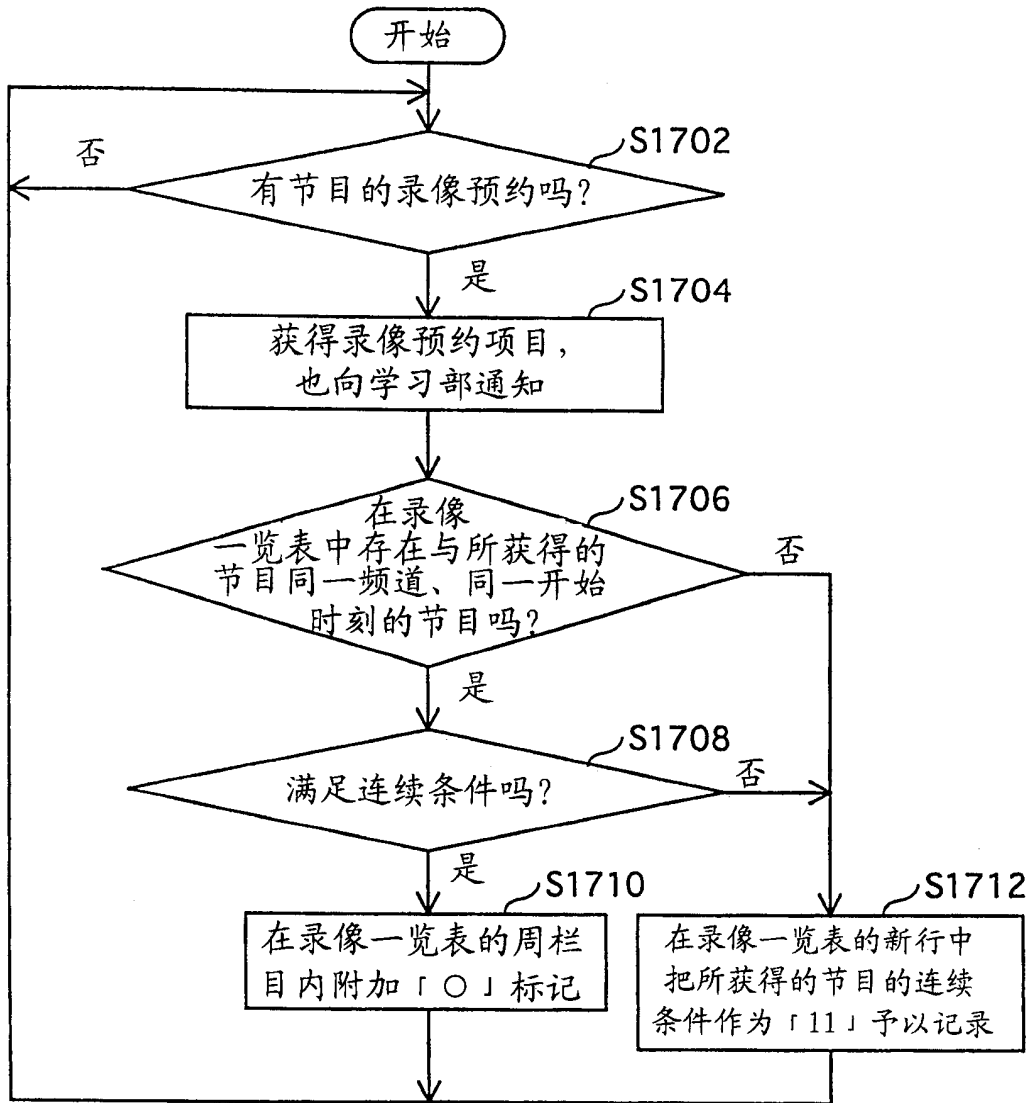 开始
S1702
否
有节目的录像预约吗?
是
S1704
获得录像预约项目,
也向学习部通知
S1706
在录像
一览表中存在与所获得的
节目同一频道、同一开始
时刻的节目吗?
否
是
S1708
满足连续条件吗?
否
是
S1710
在录像一览表的周栏
目内附加「○」标记
S1712
在录像一览表的新行中
把所获得的节目的连续
条件作为「11」予以记录